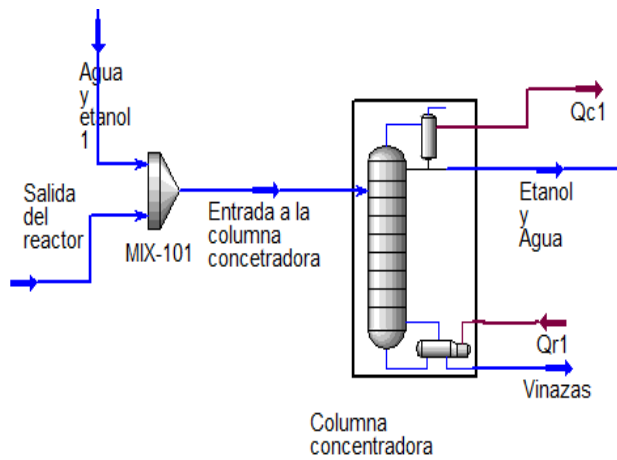 Agua
y
etanol
1
Qc1
Salida
del
reactor
MIX-101
Entrada a la
columna
concetradora
Etanol
y
Agua
Qr1
Vinazas
Columna
concentradora